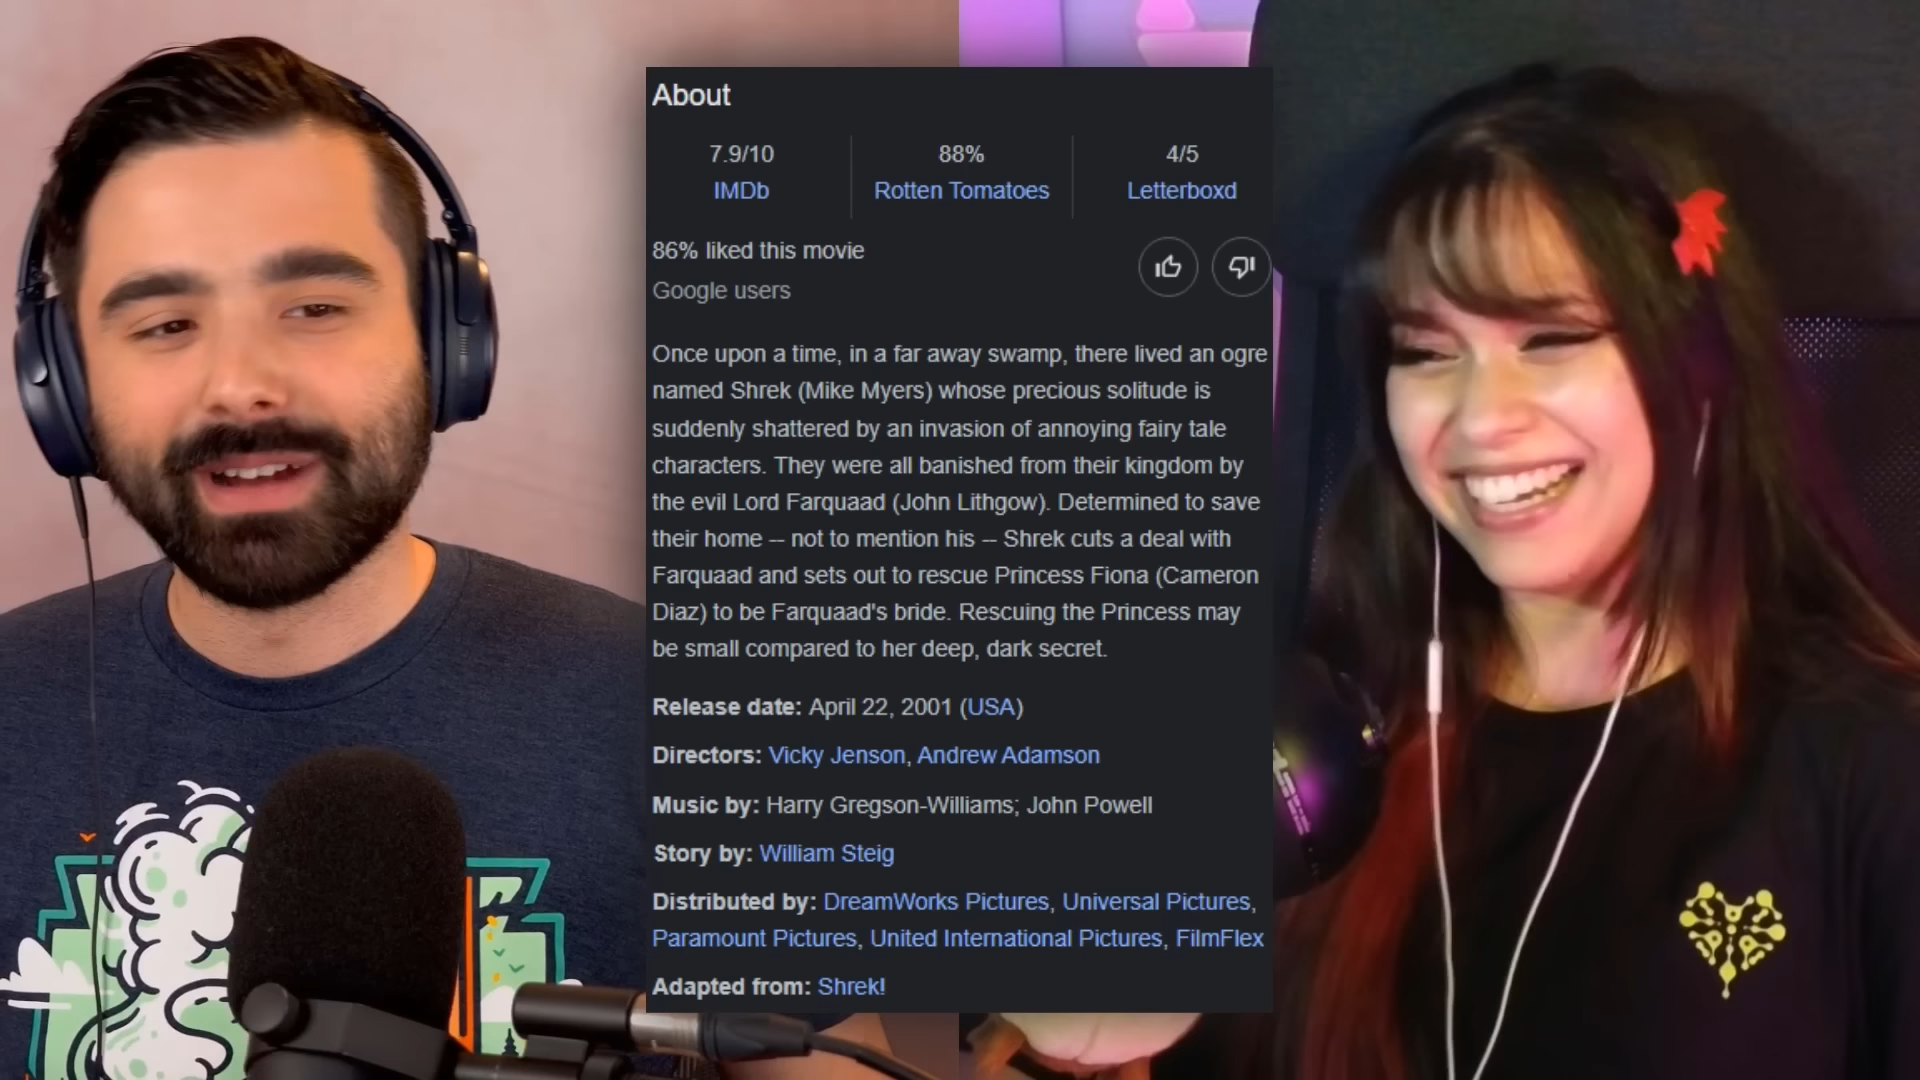 About
7.9/10
IMDb
88%
Rotten Tomatoes
4/5
Letterboxd
86% liked this movie
Google users
Once upon a time, in a far away swamp, there lived an ogre
named Shrek (Mike Myers) whose precious solitude is
suddenly shattered by an invasion of annoying fairy tale
characters. They were all banished from their kingdom by
the evil Lord Farquaad (John Lithgow). Determined to save
their home -- not to mention his -- Shrek cuts a deal with
Farquaad and sets out to rescue Princess Fiona (Cameron
Diaz) to be Farquaad's bride. Rescuing the Princess may
be small compared to her deep, dark secret.
Release date: April 22, 2001 (USA)
Directors: Vicky Jenson, Andrew Adamson
Music by: Harry Gregson-Williams; John Powell
Story by: William Steig
Distributed by: DreamWorks Pictures, Universal Pictures,
Paramount Pictures, United International Pictures, FilmFlex
Adapted from: Shrek!